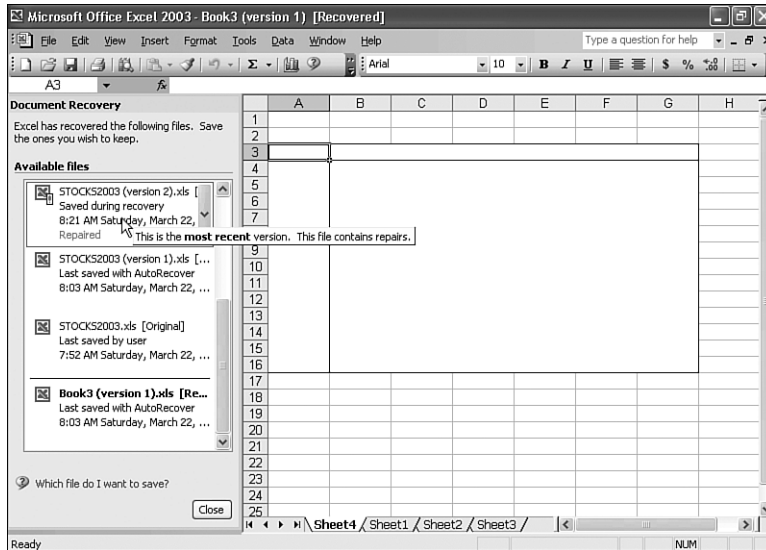 Microsoft Office Excel 2003 - Book3 (version 1) [Recovered]
File Edit View Insert Format Tools Data Window Help
Type a question for help
Arial
10
B I U
$ %
A3
fx
Document Recovery
Excel has recovered the following files. Save
the ones you wish to keep.
Available files
STOCKS2003 (version 2).xls [
Saved during recovery
8:21 AM Saturday, March 22,
Repaired
This is the most recent version. This file contains repairs.
STOCKS2003 (version 1).xls [...
Last saved with AutoRecover
8:03 AM Saturday, March 22, ...
STOCKS2003.xls [Original]
Last saved by user
7:52 AM Saturday, March 22, ...
Book3 (version 1).xls [Re...
Last saved with AutoRecover
8:03 AM Saturday, March 22, ...
Which file do I want to save?
Close
A B C D E F G H
1
2
3
4
5
6
7
9
10
11
12
13
14
15
16
17
18
19
20
21
22
23
24
25
Sheet4 / Sheet1 / Sheet2 / Sheet3 /
Ready
NUM